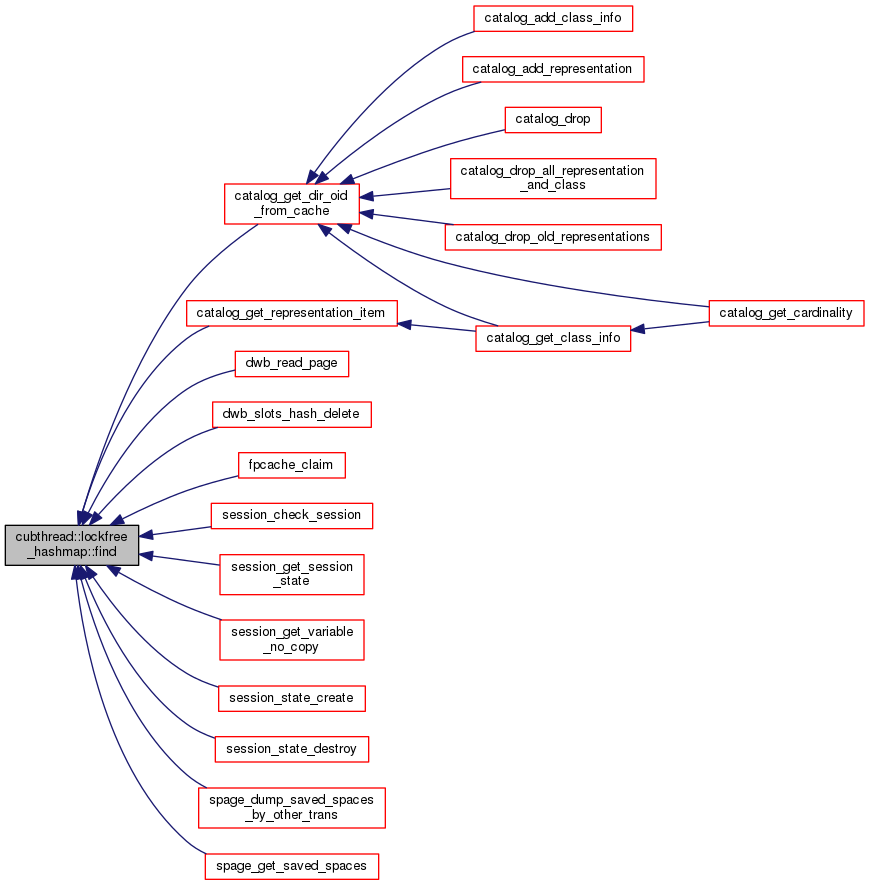 catalog_add_class_info
catalog_add_representation
catalog_drop
catalog_drop_all_representation
_and_class
catalog_get_dir_oid
_from_cache
catalog_drop_old_representations
catalog_get_representation_item
catalog_get_cardinality
catalog_get_class_info
dwb_read_page
dwb_slots_hash_delete
fpcache_claim
session_check_session
cubthread::lockfree
_hashmap::find
session_get_session
_state
session_get_variable
_no_copy
session_state_create
session_state_destroy
spage_dump_saved_spaces
_by_other_trans
spage_get_saved_spaces